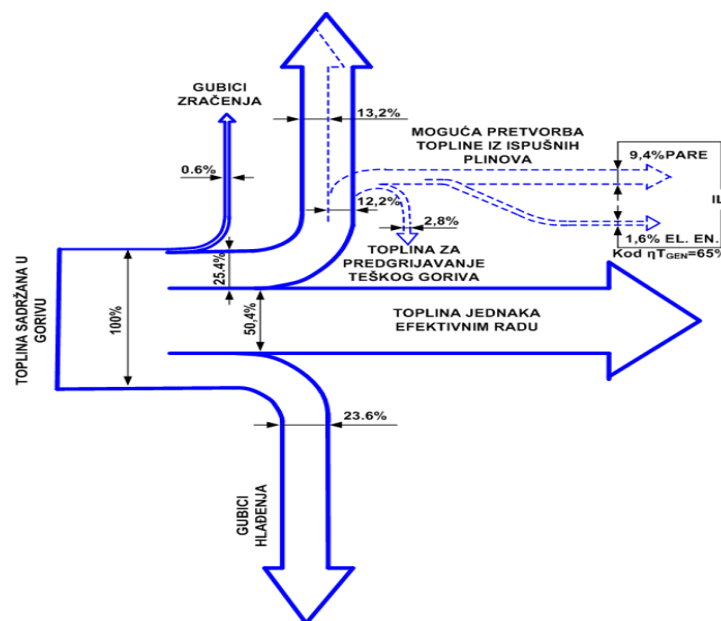 GUBICI
ZRAČENJA
13,2%
MOGUĆA PRETVORBA
TOPLINE IZ ISPUŠNIH
PLINOVA
9,4%PARE
0.6%
IL
12,2%
2,8%
1,6% EL. EN.
Kod ηTGEN=65%
TOPLINA ZA
PREDGRIJAVANJE
TEŠKOG GORIVA
25.4%
TOPLINA SADRŽANA U
GORIVU
100%
50,4%
TOPLINA JEDNAKA
EFEKTIVNIM RADU
23.6%
GUBICI
HLAĐENJA